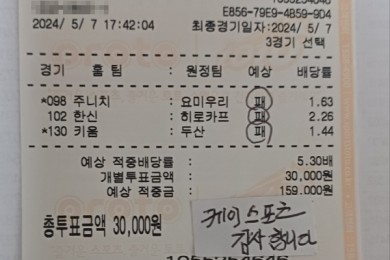 E856-79E9-4859-904
2024/ 5/ 7 17:42:04 최종경기일자:2024/ 5/ 7
3경기 선택
경기 홈 팀 : 원정팀 예상 배당률
*098 주니치 : 요미우리 패 1.63
102 한신 : 히로카프 패 2.26
*130 키움 : 두산 패 1.44
예상 적중배당률 : 5.30배
개별투표금액 : 30,000원
예상 적중금 : 159,000원
총투표금액 30,000원
케이스포츠
감사합니다